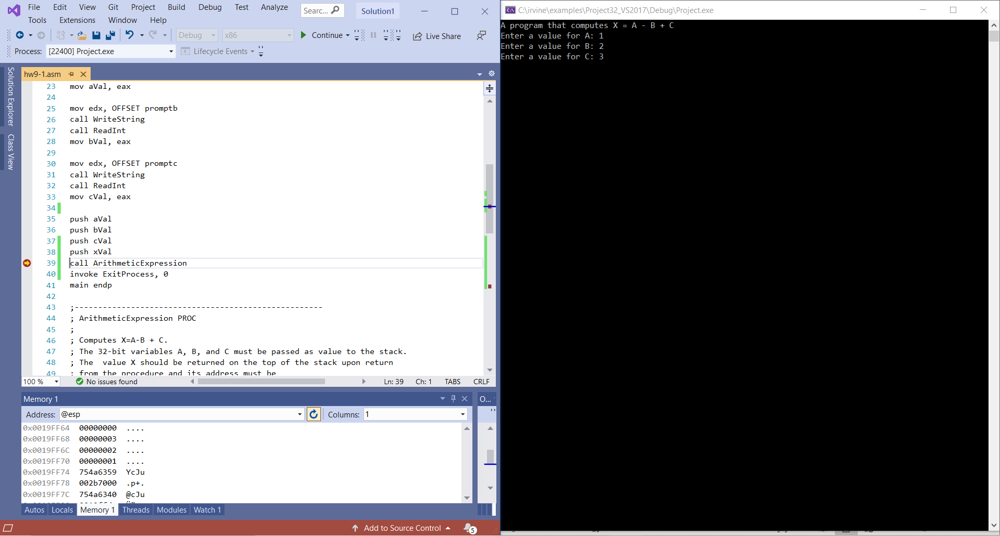 File Edit View Git Project Build Debug Test Analyze Searc... Solution1
Tools Extensions Window Help
Debug x86 Continue Live Share
Process: [22400] Project.exe Lifecycle Events
Solution Explorer
Class View
hw9-1.asm
23 mov aVal, eax
24
25 mov edx, OFFSET promptb
26 call WriteString
27 call ReadInt
28 mov bVal, eax
29
30 mov edx, OFFSET promptc
31 call WriteString
32 call ReadInt
33 mov cVal, eax
34
35 push aVal
36 push bVal
37 push cVal
38 push xVal
39 call ArithmeticExpression
40 invoke ExitProcess, 0
41 main endp
42
43 ;-----------------------------------------------------
44 ; ArithmeticExpression PROC
45 ;
46 ; Computes X=A-B + C.
47 ; The 32-bit variables A, B, and C must be passed as value to the stack.
48 ; The  value X should be returned on the top of the stack upon return
49 ; from the procedure and its address must be
100 % No issues found Ln: 39 Ch: 1 TABS CRLF
Memory 1 O...
Address: @esp Columns: 1
0x0019FF64 00000000 ....
0x0019FF68 00000003 ....
0x0019FF6C 00000002 ....
0x0019FF70 00000001 ....
0x0019FF74 754a6359 YcJu
0x0019FF78 002b7000 .p+.
0x0019FF7C 754a6340 @cJu
Autos Locals Memory 1 Threads Modules Watch 1
Add to Source Control 5
C:\irvine\examples\Project32_VS2017\Debug\Project.exe
A program that computes X = A - B + C
Enter a value for A: 1
Enter a value for B: 2
Enter a value for C: 3